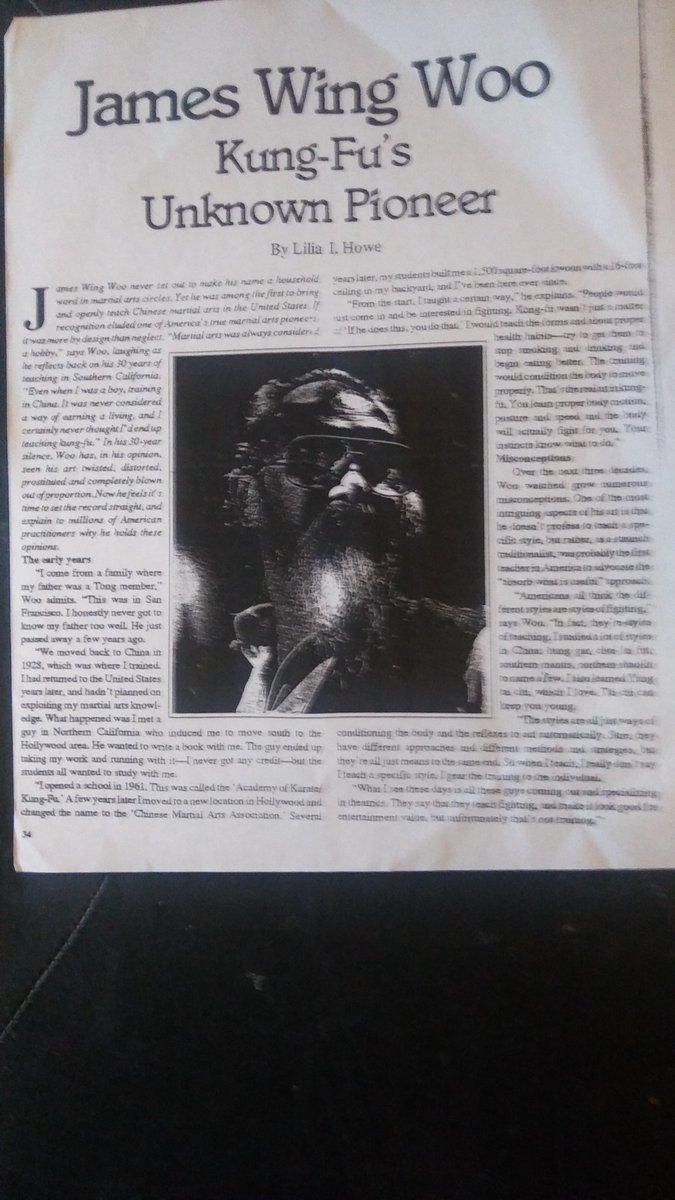 James Wing Woo
Kung-Fu's
Unknown Pioneer
By Lilia I. Howe
James Wing Woo never set out to make his name a household
word in martial arts circles. Yet he was among the first to bring
and openly teach Chinese martial art in the United States. If
recognition eluded one of America's true martial arts pioneers,
it was more by design than neglect. "Martial arts was always considered
a hobby," says Woo, laughing as
he reflects back on his 30 years of
teaching in Southern California.
"Even when I was a boy, training
in China. It was never considered
a way of earning a living, and I
certainly never thought I'd end up
teaching kung-fu." In his 30-year
silence, Woo has, in his opinion,
seen his art twisted, distorted,
prostituted and completely blown
out of proportion. Now he feels it's
time to set the record straight, and
explain to millions of American
practitioners why he holds these
opinions.
The early years
"I come from a family where
my father was a Tong member,"
Woo admits. "This was in San
Francisco. I honestly never got to
know my father too well. He just
passed away a few years ago.
"We moved back to China in
1928, which was where I trained.
I had returned to the United States
years later, and hadn't planned on
exploiting my martial arts knowl-
edge. What happened was I met a
guy in Northern California who induced me to move south to the
Hollywood area. He wanted to write a book with me. The guy ended up
taking my work and running with it—I never got any credit—but the
students all wanted to study with me.
"I opened a school in 1961. This was called the 'Academy of Karate/
Kung-Fu.' A few years later I moved to a new location in Hollywood and
changed the name to the 'Chinese Martial Arts Association.' Several
34
years later, my students built me a 1,500 square-foot kwoon with a 16-foot
ceiling in my backyard, and I've been here ever since.
"From the start, I taught a certain way," he explains. "People would
just come in and be interested in fighting. Kung-fu wasn't just a matter
of 'If he does this, you do that.' I would teach the forms and about proper
health habits—try to get them to
stop smoking and drinking and
begin eating better. The training
would condition the body to move
properly. That's the real art in kung-
fu. You learn proper body motion,
posture and speed and the body
will actually fight for you. Your
instincts know what to do."
Misconceptions
Over the next three decades,
Woo watched grow numerous
misconceptions. One of the most
intriguing aspects of his art is that
he doesn't profess to teach a spe-
cific style, but rather, as a staunch
traditionalist, was probably the first
teacher in America to advocate the
"absorb what is useful" approach.
"Americans all think the dif-
ferent styles are styles of fighting,"
says Woo. "In fact, they're styles
of teaching. I studied a lot of styles
in China: hung gar, choi li fut,
southern mantis, northern shaolin
to name a few. I also learned Yang
tai chi, which I love. Tai chi can
keep you young.
"The styles are all just ways of
conditioning the body and the reflexes to act automatically. Sure, they
have different approaches and different methods and strategies, but
they're all just means to the same end. So when I teach, I really don't say
I teach a specific style. I gear the training to the individual.
"What I see these days is all these guys coming out and specializing
in theatrics. They say that they teach fighting, and make it look good for
entertainment value, but unfortunately that's not training."